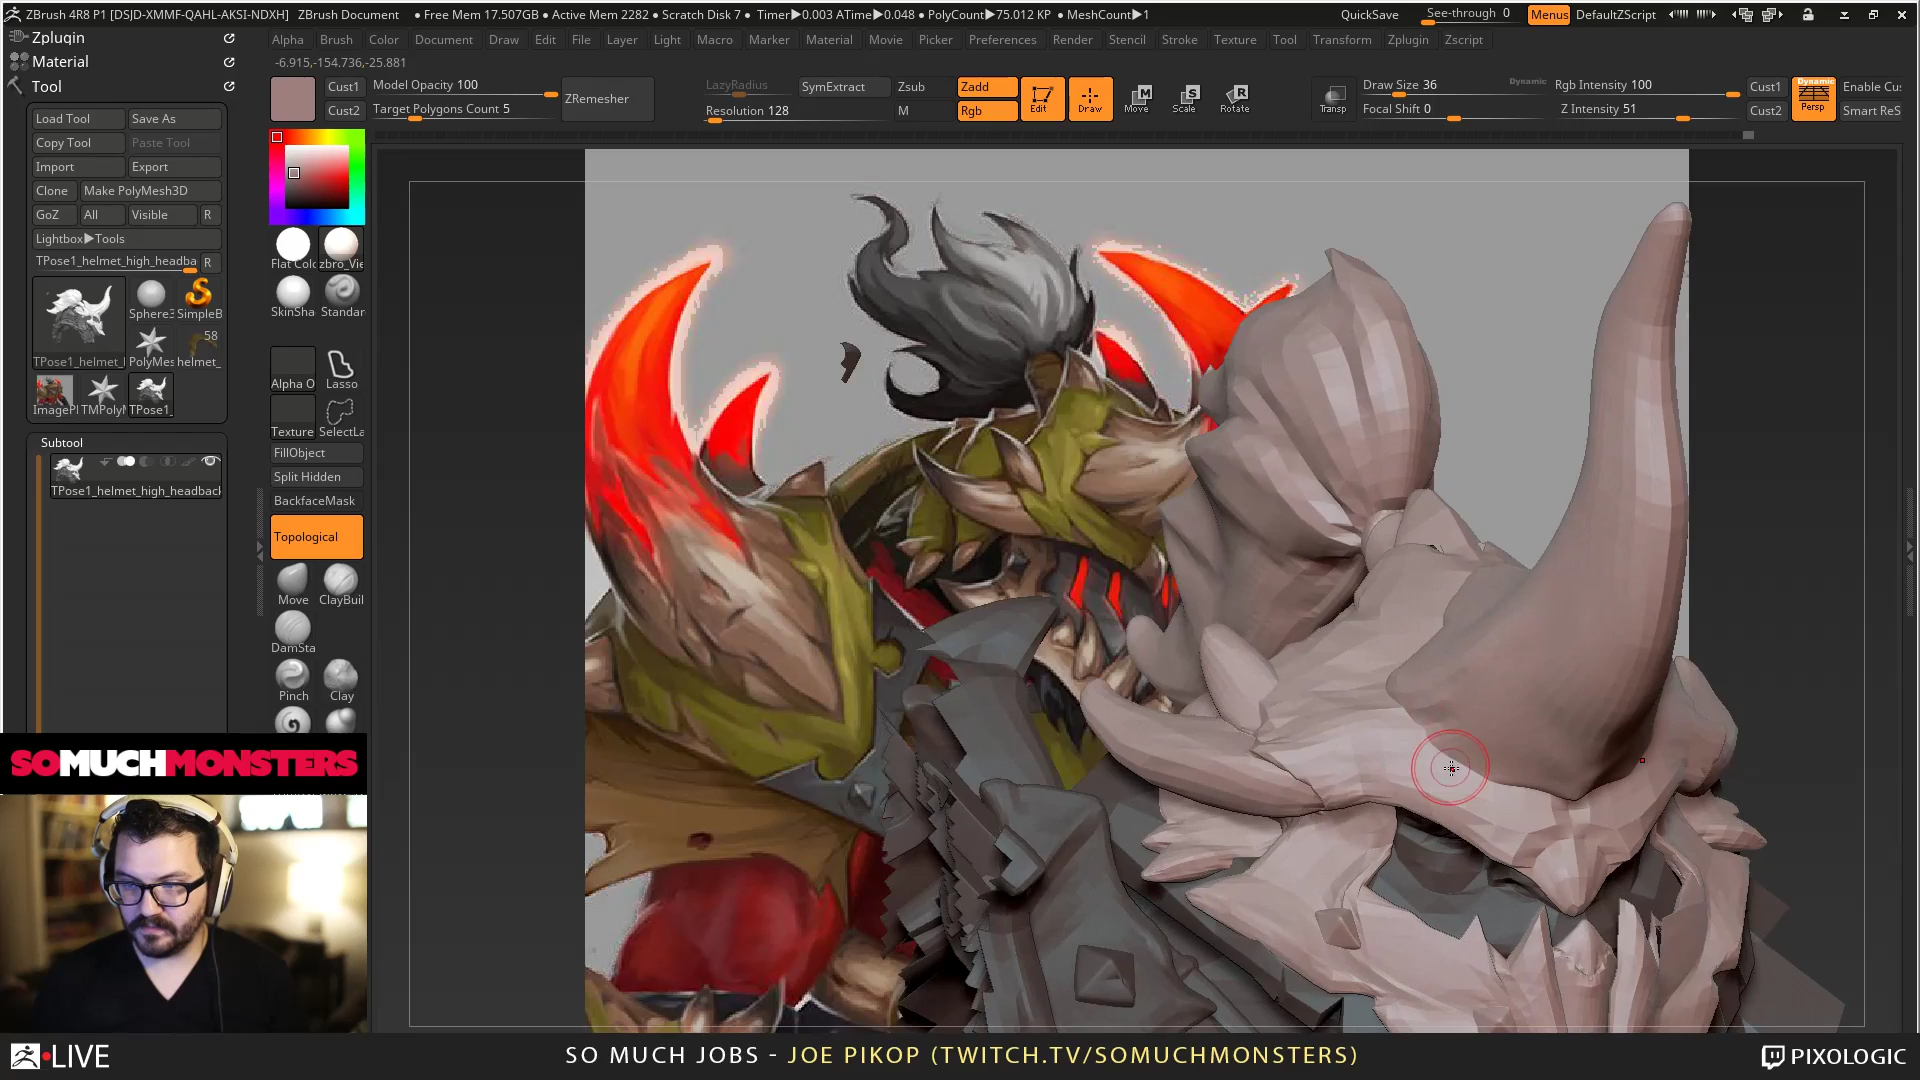 ZBrush 4R8 P1 [DSJD-XMMF-QAHL-AKSI-NDXH] ZBrush Document • Free Mem 17.507GB • Active Mem 2282 • Scratch Disk 7 • Timer▶0.003 ATime▶0.048 • PolyCount▶75.012 KP • MeshCount▶1 QuickSave See-through 0 Menus DefaultZScript
Zplugin
Alpha Brush Color Document Draw Edit File Layer Light Macro Marker Material Movie Picker Preferences Render Stencil Stroke Texture Tool Transform Zplugin Zscript
Material
-6.915,-154.736,-25.881
Tool
Cust1 Model Opacity 100 LazyRadius SymExtract Zsub Zadd Dynamic Draw Size 36 Rgb Intensity 100 Cust1 Dynamic Enable Cus
Cust2 Target Polygons Count 5 ZRemesher Resolution 128 M Rgb Edit Draw Move Scale Rotate Transp Focal Shift 0 Z Intensity 51 Cust2 Persp Smart ReS
Load Tool Save As
Copy Tool Paste Tool
Import Export
Clone Make PolyMesh3D
GoZ All Visible R
Lightbox▶Tools
TPose1_helmet_high_headba R
Flat Colo zbro_Vie
Sphere3 SimpleB
SkinSha Standar
58
TPose1_helmet_ PolyMes helmet_
Alpha O Lasso
ImagePl TMPolyM TPose1_
Texture SelectLa
Subtool
FillObject
TPose1_helmet_high_headback
Split Hidden
BackfaceMask
Topological
Move ClayBuil
DamSta
Pinch Clay
SOMUCHMONSTERS
LIVE
SO MUCH JOBS - JOE PIKOP (TWITCH.TV/SOMUCHMONSTERS)
PIXOLOGIC